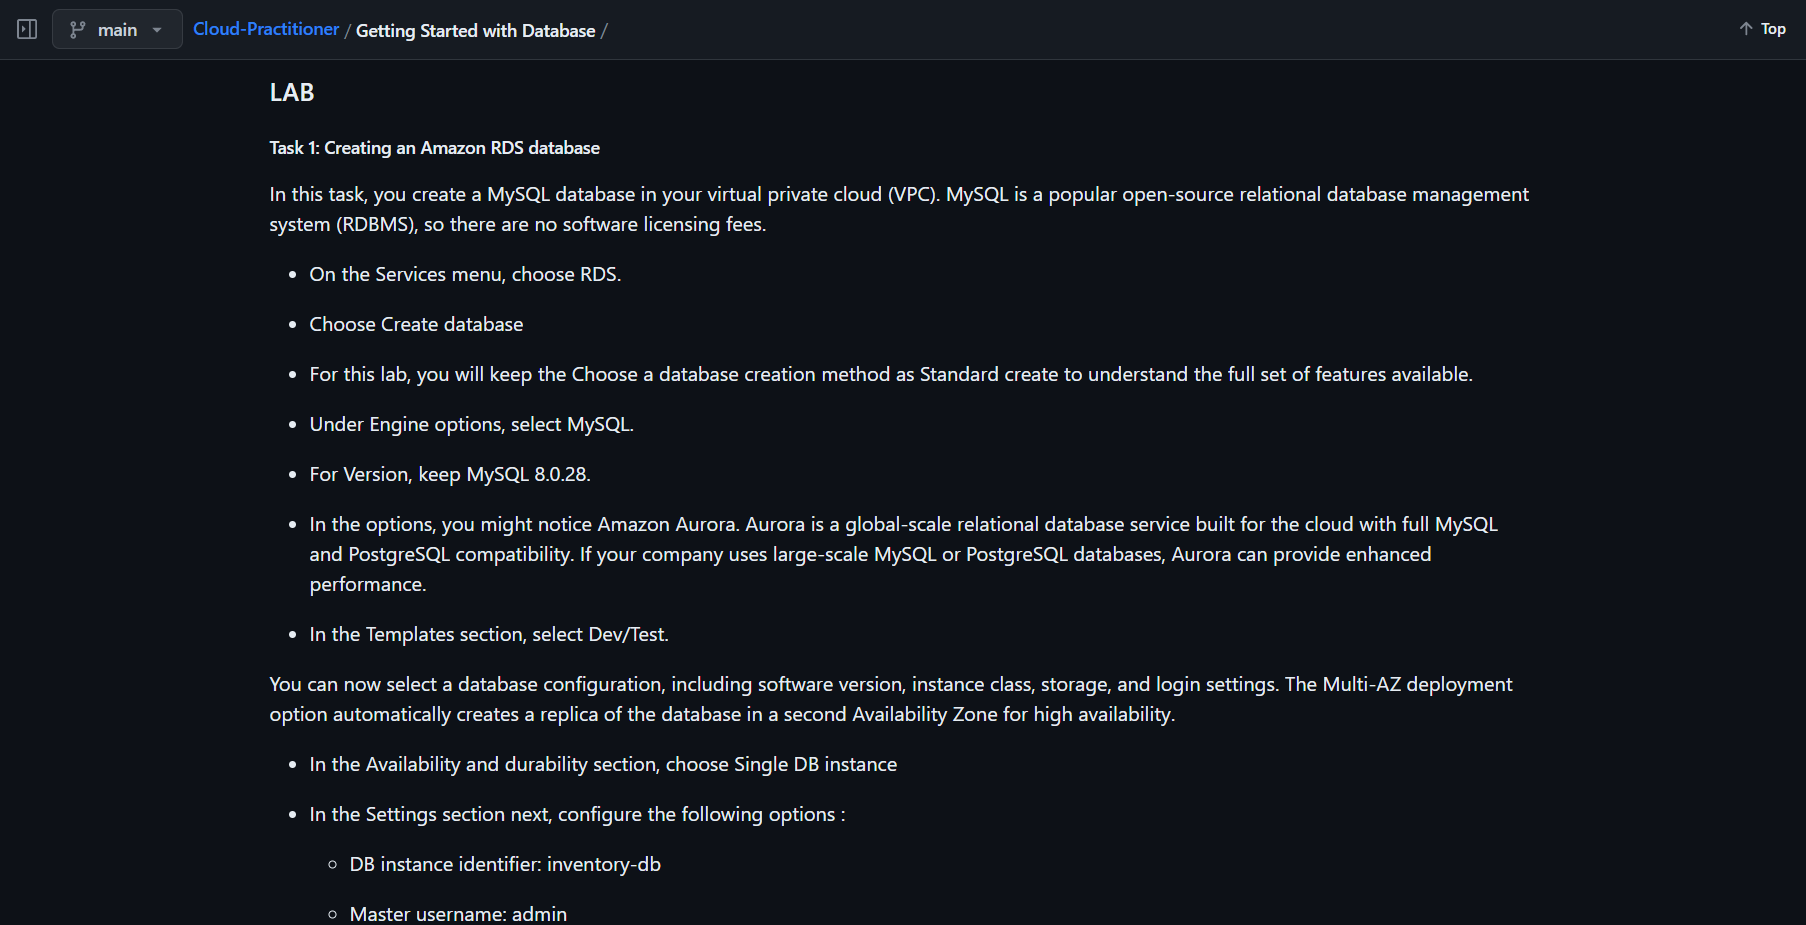 main
Cloud-Practitioner / Getting Started with Database /
Top
LAB
Task 1: Creating an Amazon RDS database
In this task, you create a MySQL database in your virtual private cloud (VPC). MySQL is a popular open-source relational database management
system (RDBMS), so there are no software licensing fees.
• On the Services menu, choose RDS.
• Choose Create database
• For this lab, you will keep the Choose a database creation method as Standard create to understand the full set of features available.
• Under Engine options, select MySQL.
• For Version, keep MySQL 8.0.28.
• In the options, you might notice Amazon Aurora. Aurora is a global-scale relational database service built for the cloud with full MySQL
and PostgreSQL compatibility. If your company uses large-scale MySQL or PostgreSQL databases, Aurora can provide enhanced
performance.
• In the Templates section, select Dev/Test.
You can now select a database configuration, including software version, instance class, storage, and login settings. The Multi-AZ deployment
option automatically creates a replica of the database in a second Availability Zone for high availability.
• In the Availability and durability section, choose Single DB instance
• In the Settings section next, configure the following options :
◦ DB instance identifier: inventory-db
◦ Master username: admin